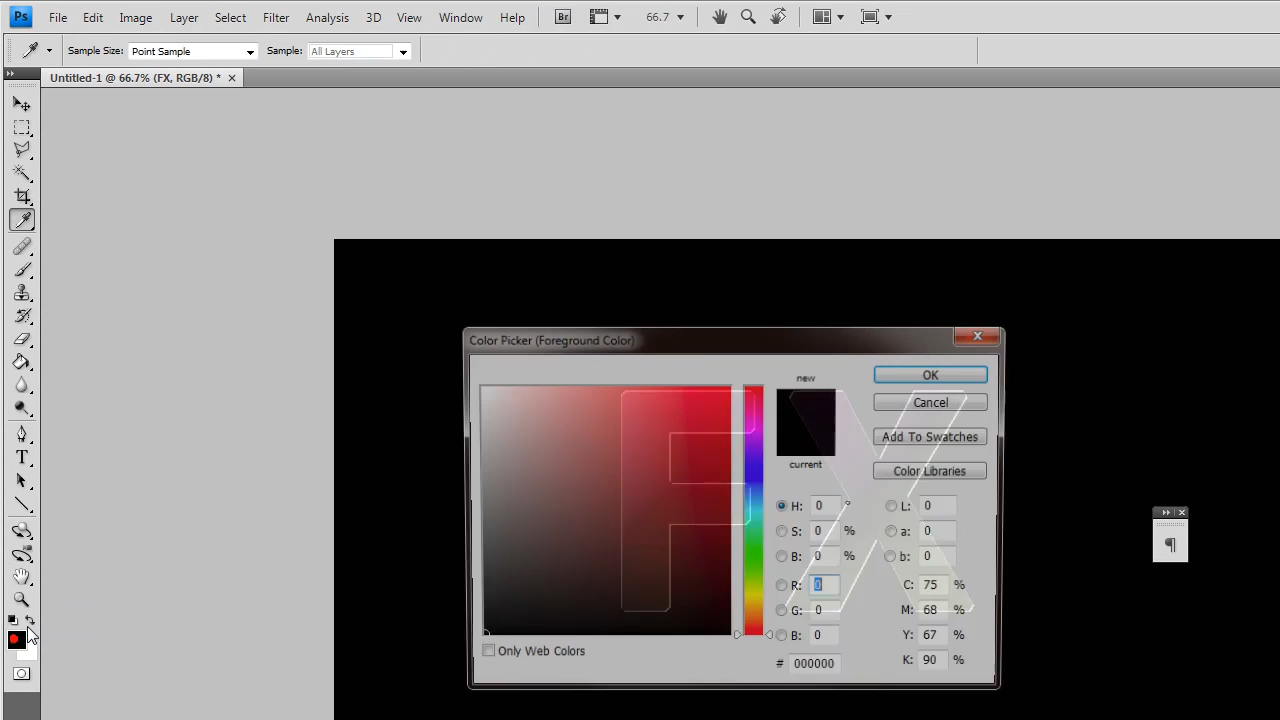 Ps File Edit Image Layer Select Filter Analysis 3D View Window Help Br 66.7
Sample Size: Point Sample Sample: All Layers
Untitled-1 @ 66.7% (FX, RGB/8) *
Color Picker (Foreground Color)
new
OK
Cancel
Add To Swatches
current
Color Libraries
H: 0 ° L: 0
S: 0 % a: 0
B: 0 % b: 0
R: 0 C: 75 %
G: 0 M: 68 %
B: 0 Y: 67 %
Only Web Colors
# 000000 K: 90 %
FX